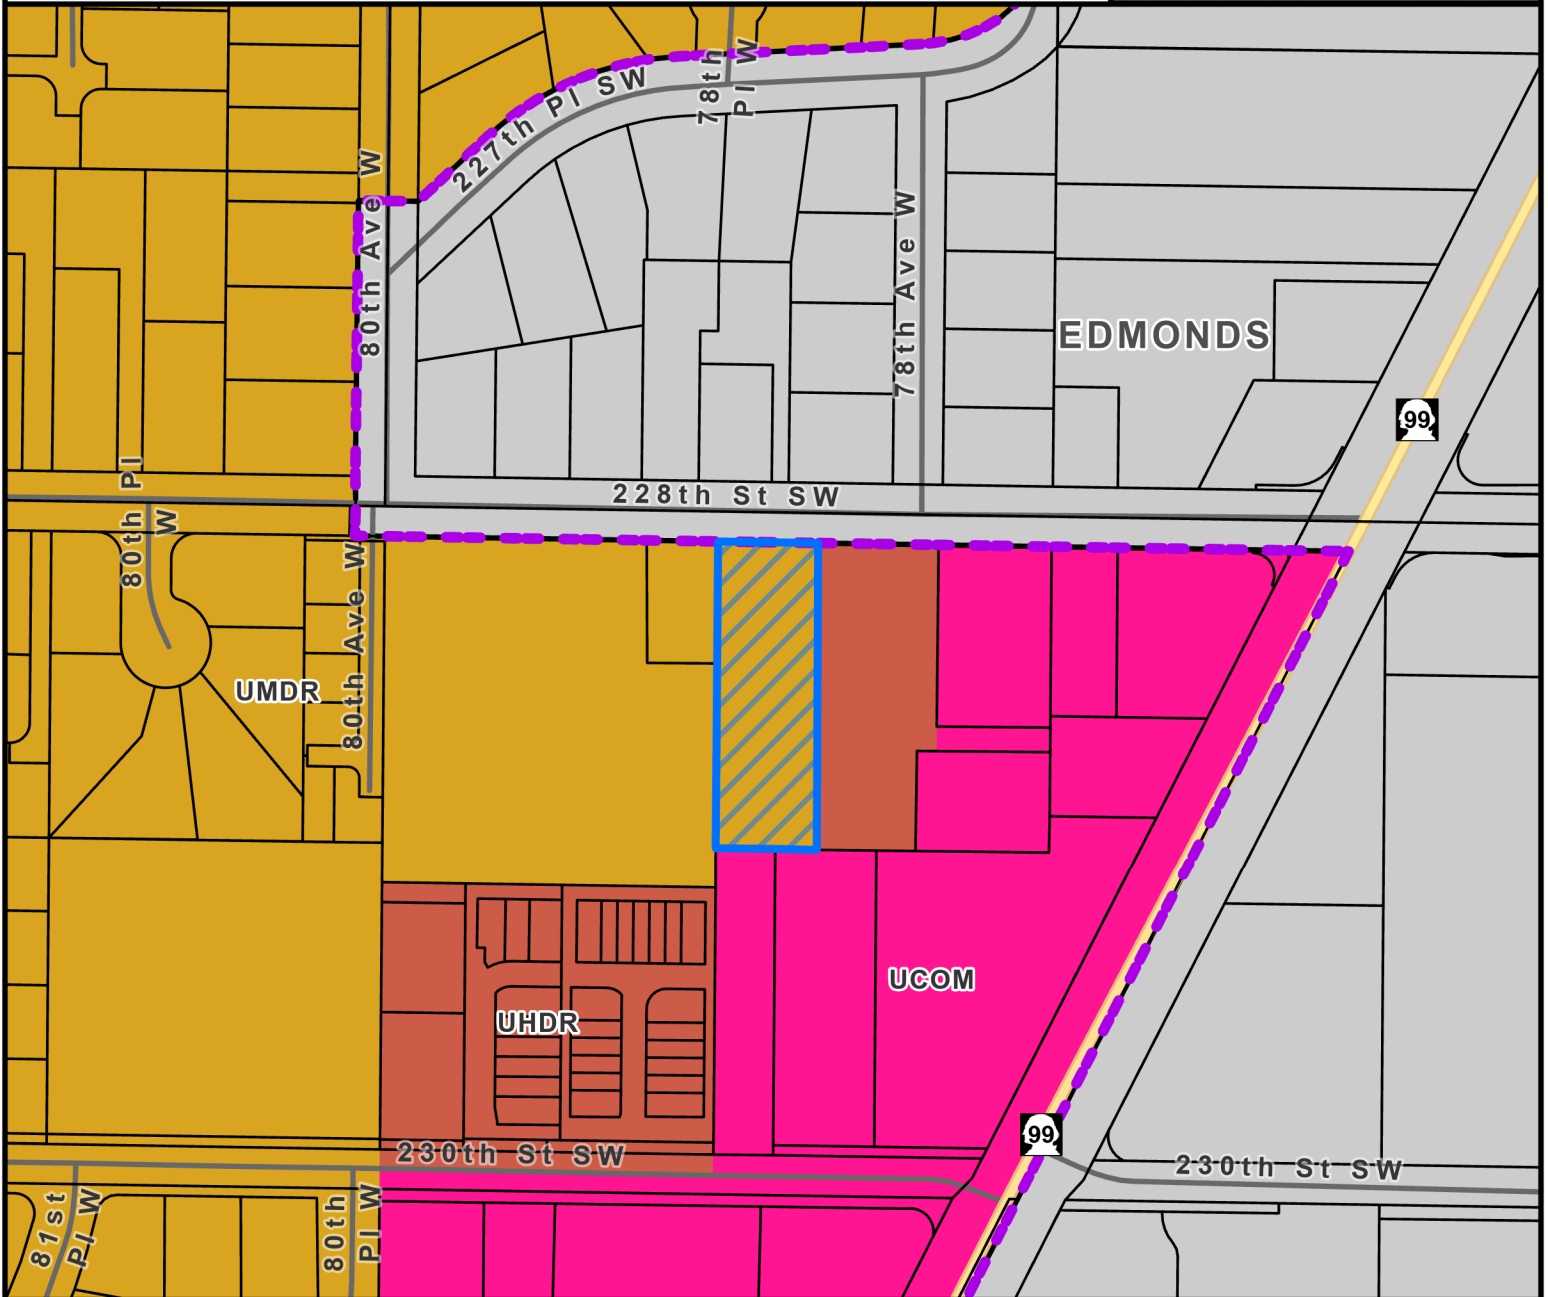 227th Pl SW
78th
Pl W
80th Ave W
78th Ave W
EDMONDS
99
228th St SW
80th Pl
W
80th Ave W
UMDR
UCOM
UHDR
99
230th St SW
230th St SW
81st
Pl W
80th
Pl W